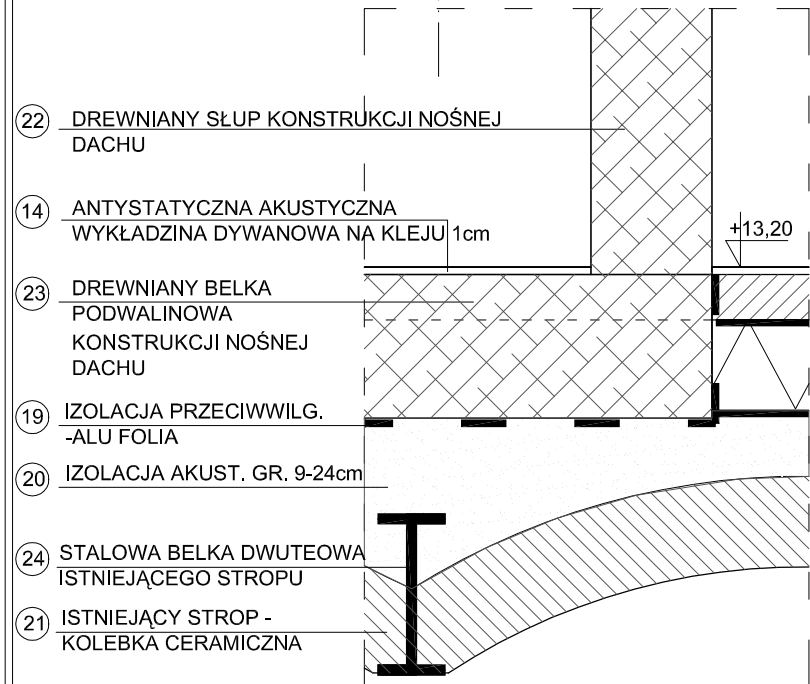 22 DREWNIANY SŁUP KONSTRUKCJI NOŚNEJ
DACHU
14 ANTYSTATYCZNA AKUSTYCZNA
WYKŁADZINA DYWANOWA NA KLEJU 1cm
+13,20
23 DREWNIANY BELKA
PODWALINOWA
KONSTRUKCJI NOŚNEJ
DACHU
19 IZOLACJA PRZECIWWILG.
-ALU FOLIA
20 IZOLACJA AKUST. GR. 9-24cm
24 STALOWA BELKA DWUTEOWA
ISTNIEJĄCEGO STROPU
21 ISTNIEJĄCY STROP -
KOLEBKA CERAMICZNA